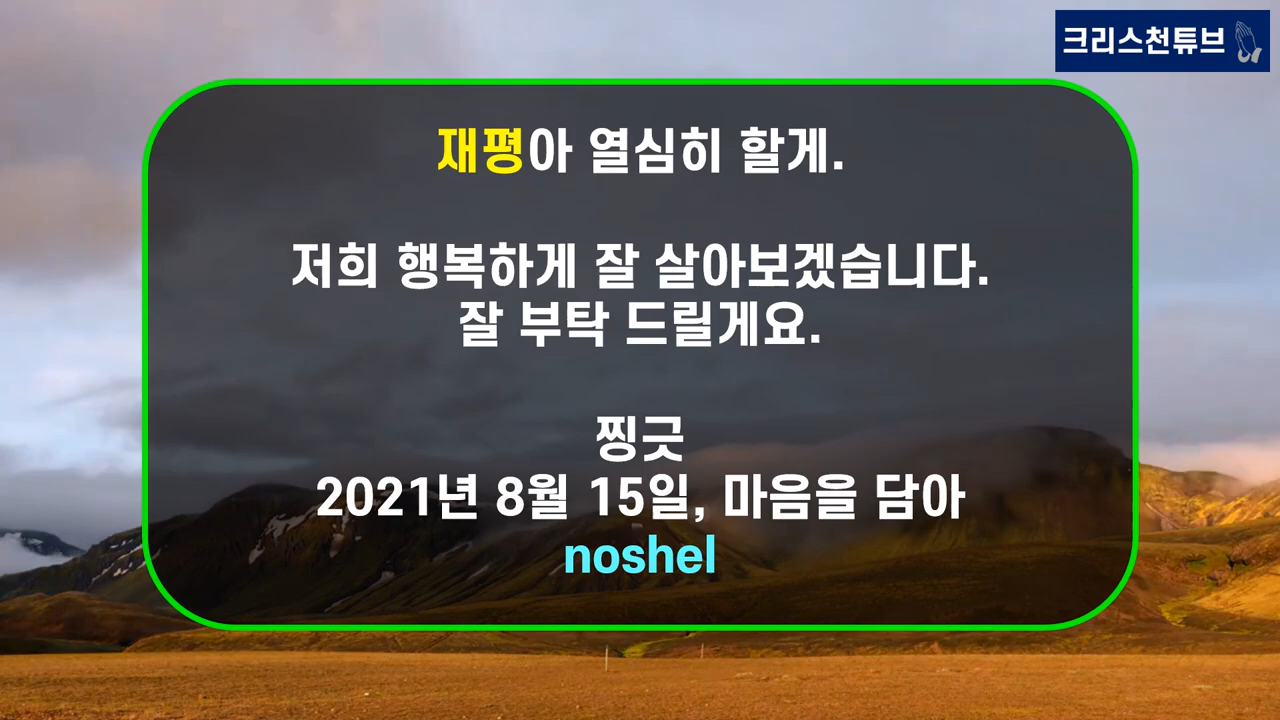 크리스천튜브
재평아 열심히 할게.
저희 행복하게 잘 살아보겠습니다.
잘 부탁 드릴게요.
찡긋
2021년 8월 15일, 마음을 담아
noshel